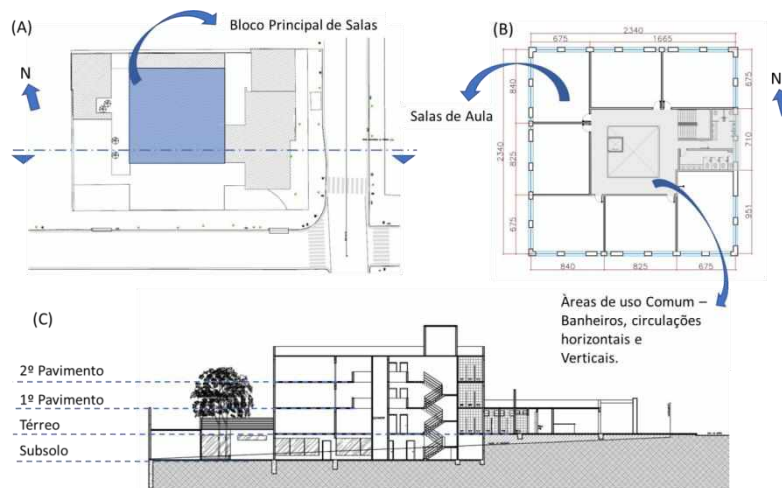 (A)
Bloco Principal de Salas
N
(B)
2340
675
1665
N
840
825
675
2340
675
710
951
Salas de Aula
840
825
675
Àreas de uso Comum –
Banheiros, circulações
horizontais e
Verticais.
(C)
2º Pavimento
1º Pavimento
Térreo
Subsolo